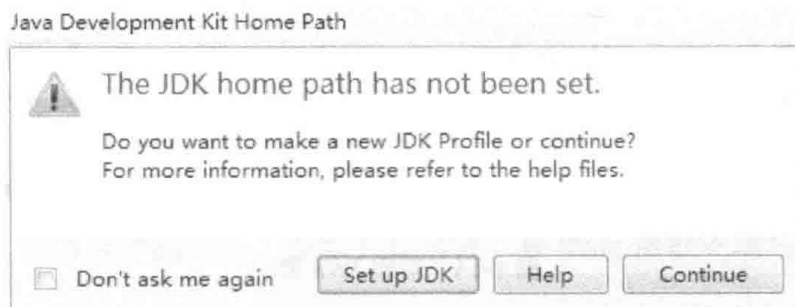 Java Development Kit Home Path
The JDK home path has not been set.
Do you want to make a new JDK Profile or continue?
For more information, please refer to the help files.
Don't ask me again Set up JDK Help Continue